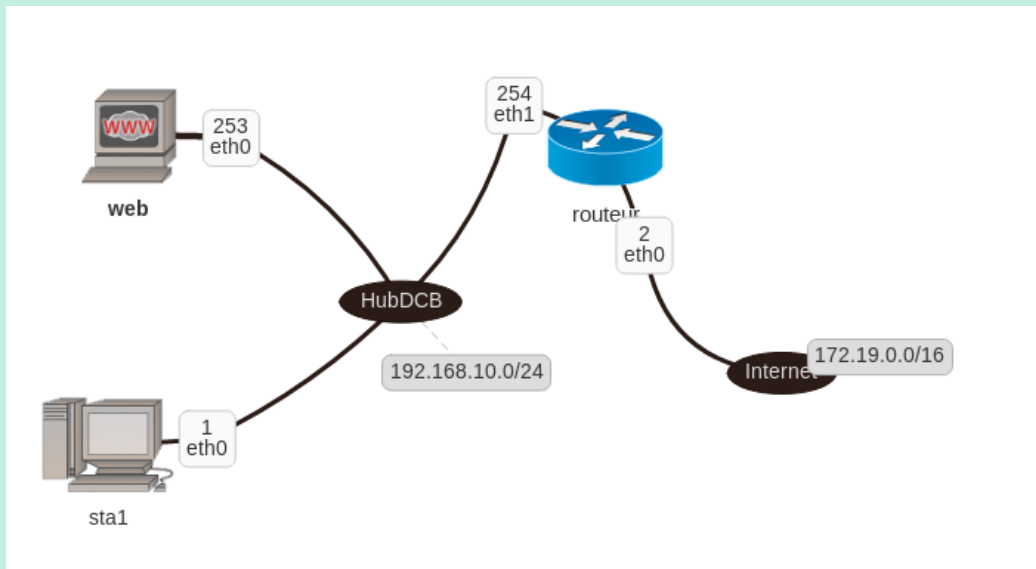 WWW
253
eth0
web
254
eth1
routeur
2
eth0
HubDCB
192.168.10.0/24
Internet
172.19.0.0/16
1
eth0
sta1